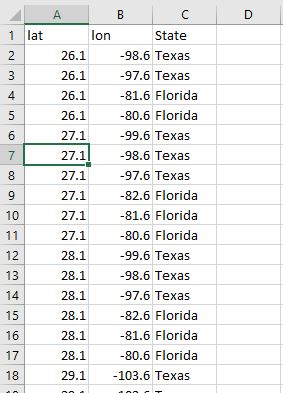 A B C D
1 lat lon State
2 26.1 -98.6 Texas
3 26.1 -97.6 Texas
4 26.1 -81.6 Florida
5 26.1 -80.6 Florida
6 27.1 -99.6 Texas
7 27.1 -98.6 Texas
8 27.1 -97.6 Texas
9 27.1 -82.6 Florida
10 27.1 -81.6 Florida
11 27.1 -80.6 Florida
12 28.1 -99.6 Texas
13 28.1 -98.6 Texas
14 28.1 -97.6 Texas
15 28.1 -82.6 Florida
16 28.1 -81.6 Florida
17 28.1 -80.6 Florida
18 29.1 -103.6 Texas